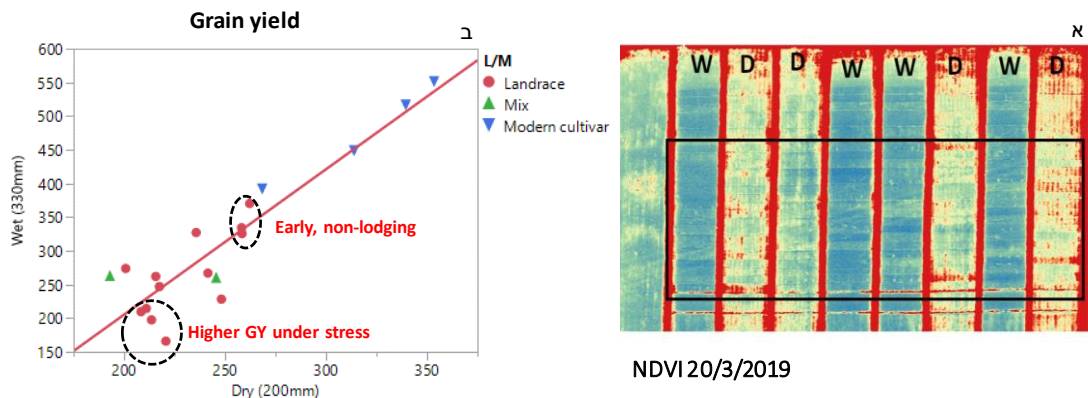 Grain yield
ב
600
550
500
450
400
350
300
250
200
150
Wet (330mm)
200
250
300
350
Dry (200mm)
L/M
Landrace
Mix
Modern cultivar
Early, non-lodging
Higher GY under stress
א
W D D W W D W D
NDVI 20/3/2019